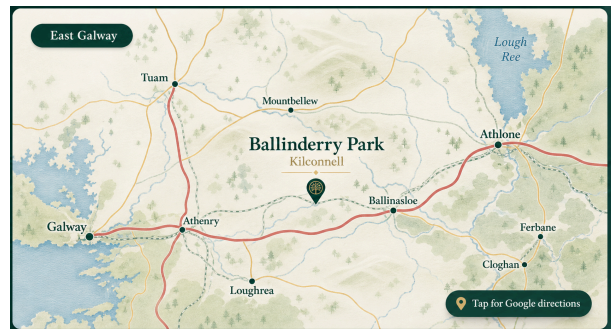 East Galway
Lough
Ree
Tuam
Mountbellew
Ballinderry Park
Kilconnell
Athlone
Ballinasloe
Galway
Athenry
Ferbane
Cloghan
Loughrea
Tap for Google directions